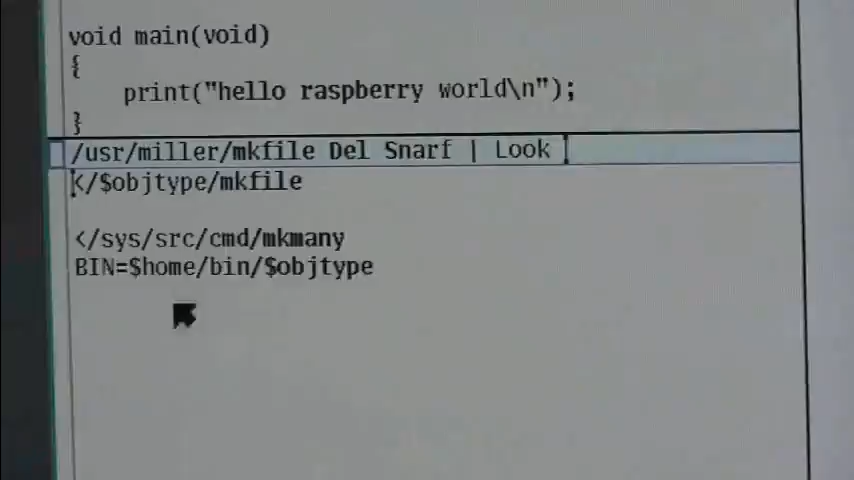 void main(void)
{
    print("hello raspberry world\n");
}
/usr/miller/mkfile Del Snarf | Look
</$objtype/mkfile
</sys/src/cmd/mkmany
BIN=$home/bin/$objtype